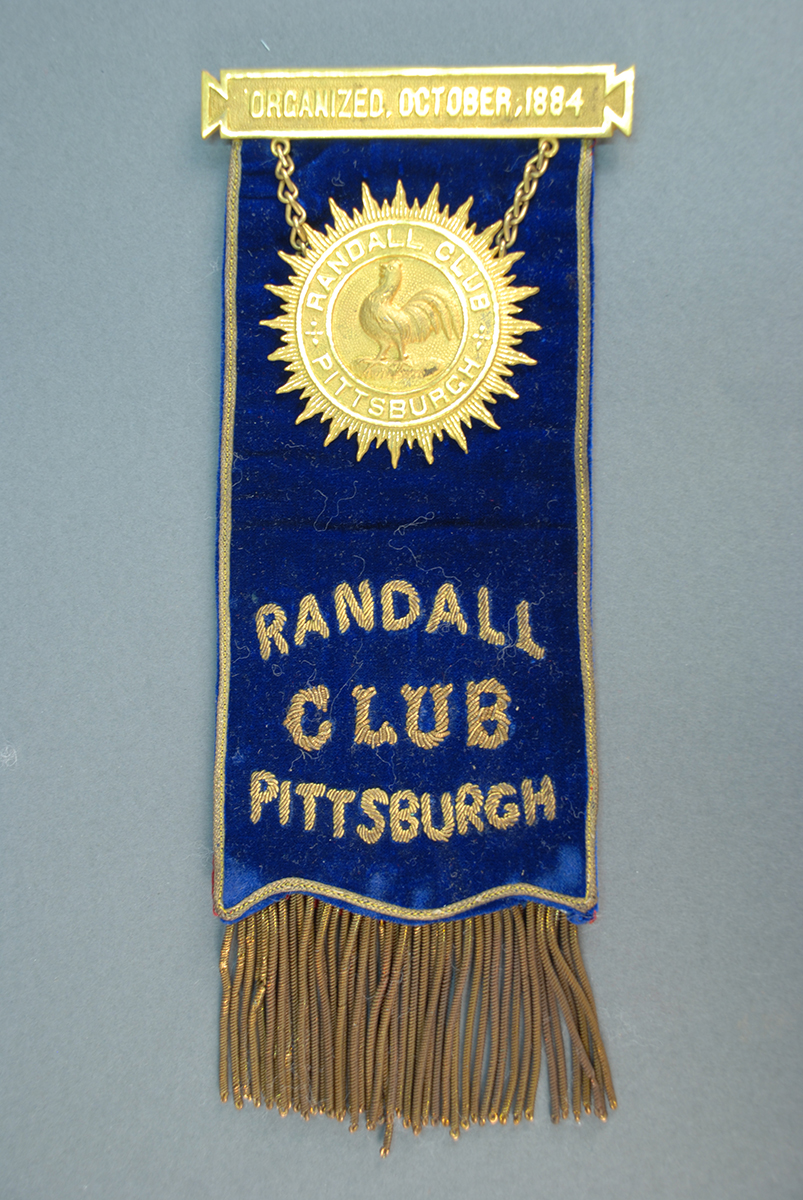 ORGANIZED, OCTOBER, 1884
RANDALL CLUB
PITTSBURGH
RANDALL
CLUB
PITTSBURGH